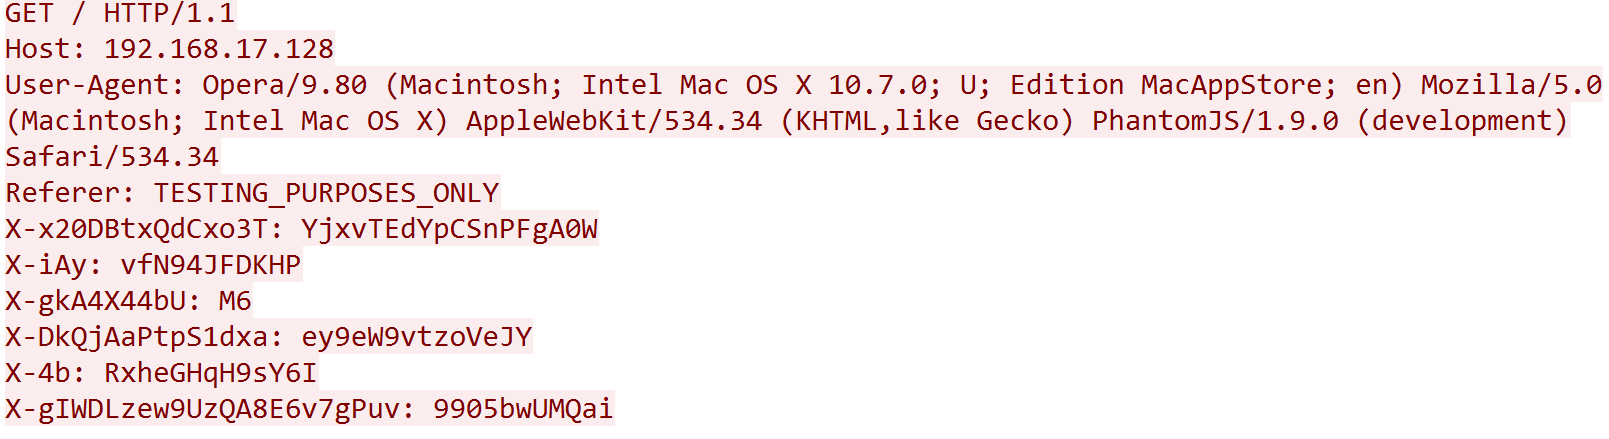 GET / HTTP/1.1
Host: 192.168.17.128
User-Agent: Opera/9.80 (Macintosh; Intel Mac OS X 10.7.0; U; Edition MacAppStore; en) Mozilla/5.0
(Macintosh; Intel Mac OS X) AppleWebKit/534.34 (KHTML,like Gecko) PhantomJS/1.9.0 (development)
Safari/534.34
Referer: TESTING_PURPOSES_ONLY
X-x20DBtxQdCxo3T: YjxvTEdYpCSnPFgA0W
X-iAy: vfN94JFDKHP
X-gkA4X44bU: M6
X-DkQjAaPtpS1dxa: ey9eW9vtzoVeJY
X-4b: RxheGHqH9sY6I
X-gIWDLzew9UzQA8E6v7gPuv: 9905bwUMQai